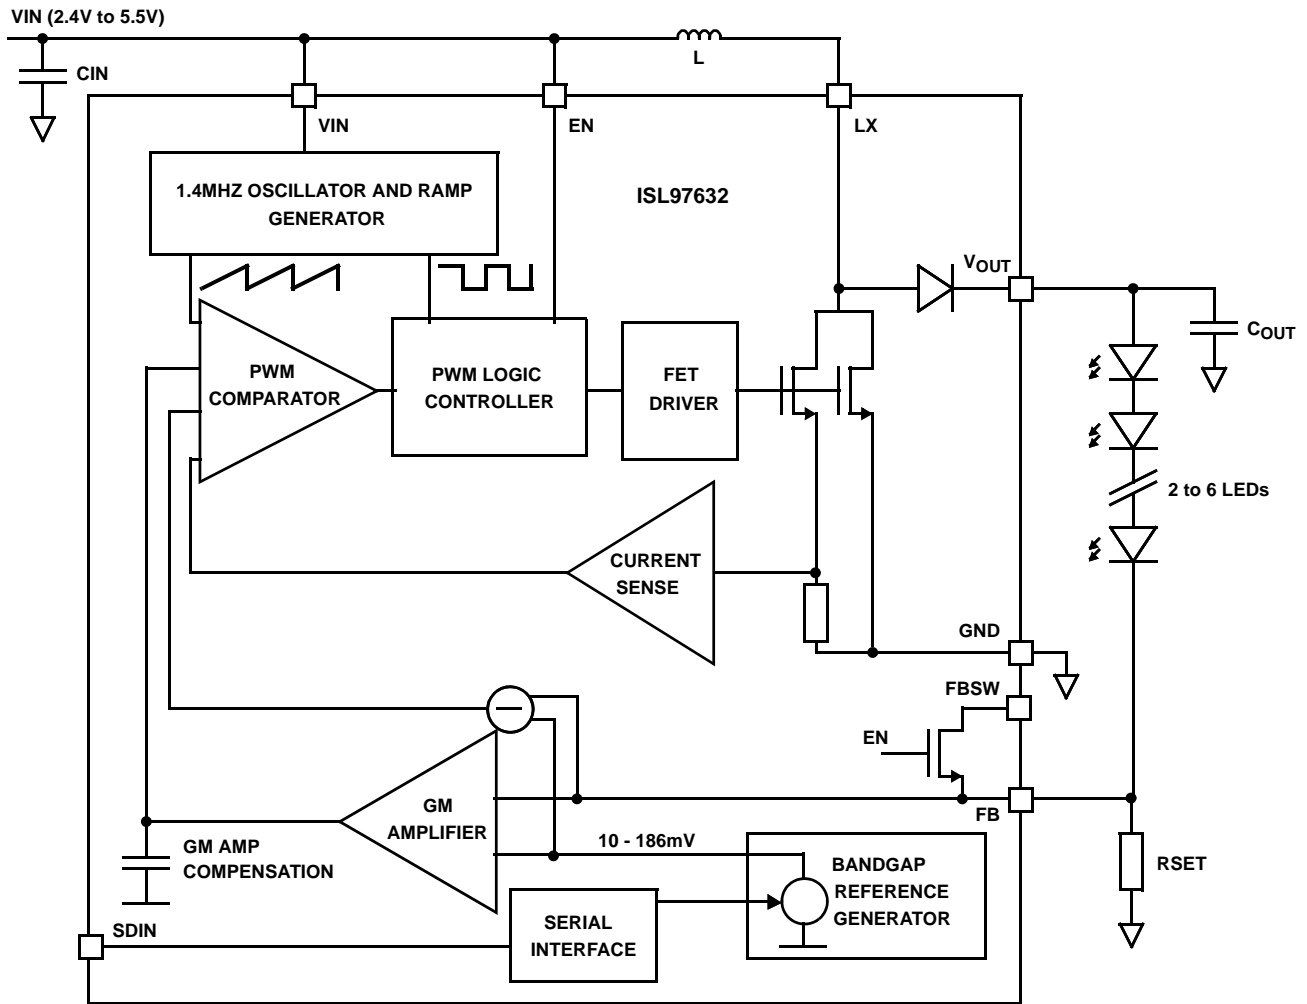 VIN (2.4V to 5.5V)
CIN
L
VIN
EN
LX
1.4MHZ OSCILLATOR AND RAMP
GENERATOR
ISL97632
VOUT
COUT
PWM
COMPARATOR
PWM LOGIC
CONTROLLER
FET
DRIVER
2 to 6 LEDs
CURRENT
SENSE
GND
FBSW
EN
FB
GM
AMPLIFIER
10 - 186mV
GM AMP
COMPENSATION
BANDGAP
REFERENCE
GENERATOR
RSET
SDIN
SERIAL
INTERFACE